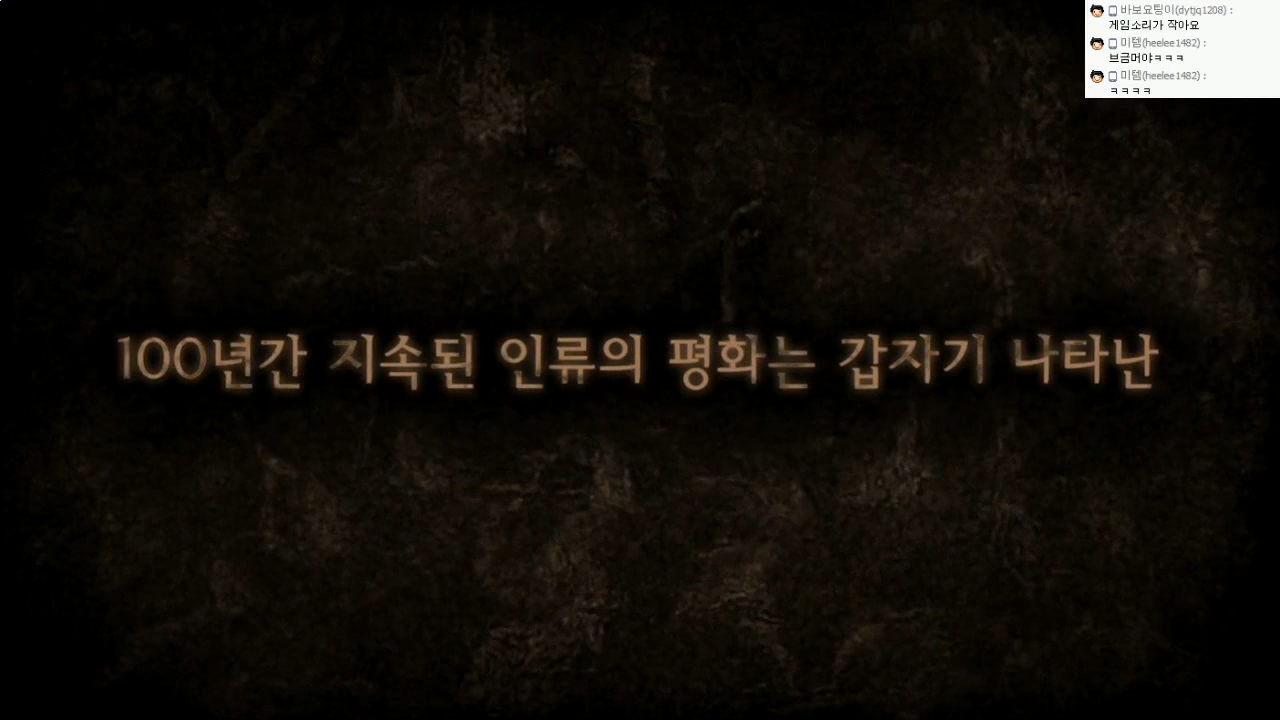 바보요팅이(dytjq1208) :
게임소리가 작아요
미템(heelee1482) :
브금머야ㅋㅋㅋ
미템(heelee1482) :
ㅋㅋㅋㅋ
100년간 지속된 인류의 평화는 갑자기 나타난